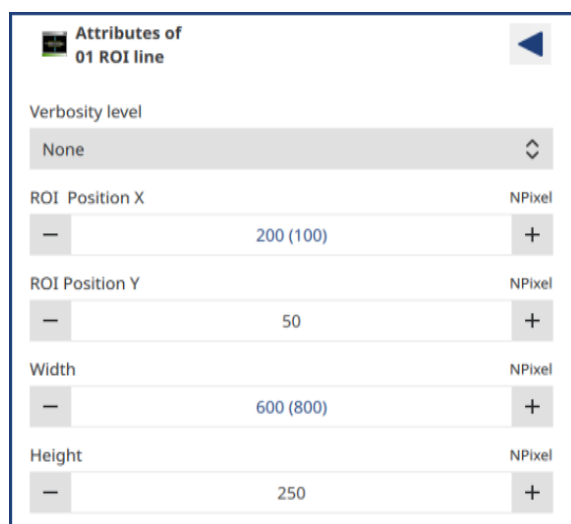 Attributes of
01 ROI line
Verbosity level
None
ROI Position X NPixel
− 200 (100) +
ROI Position Y NPixel
− 50 +
Width NPixel
− 600 (800) +
Height NPixel
− 250 +